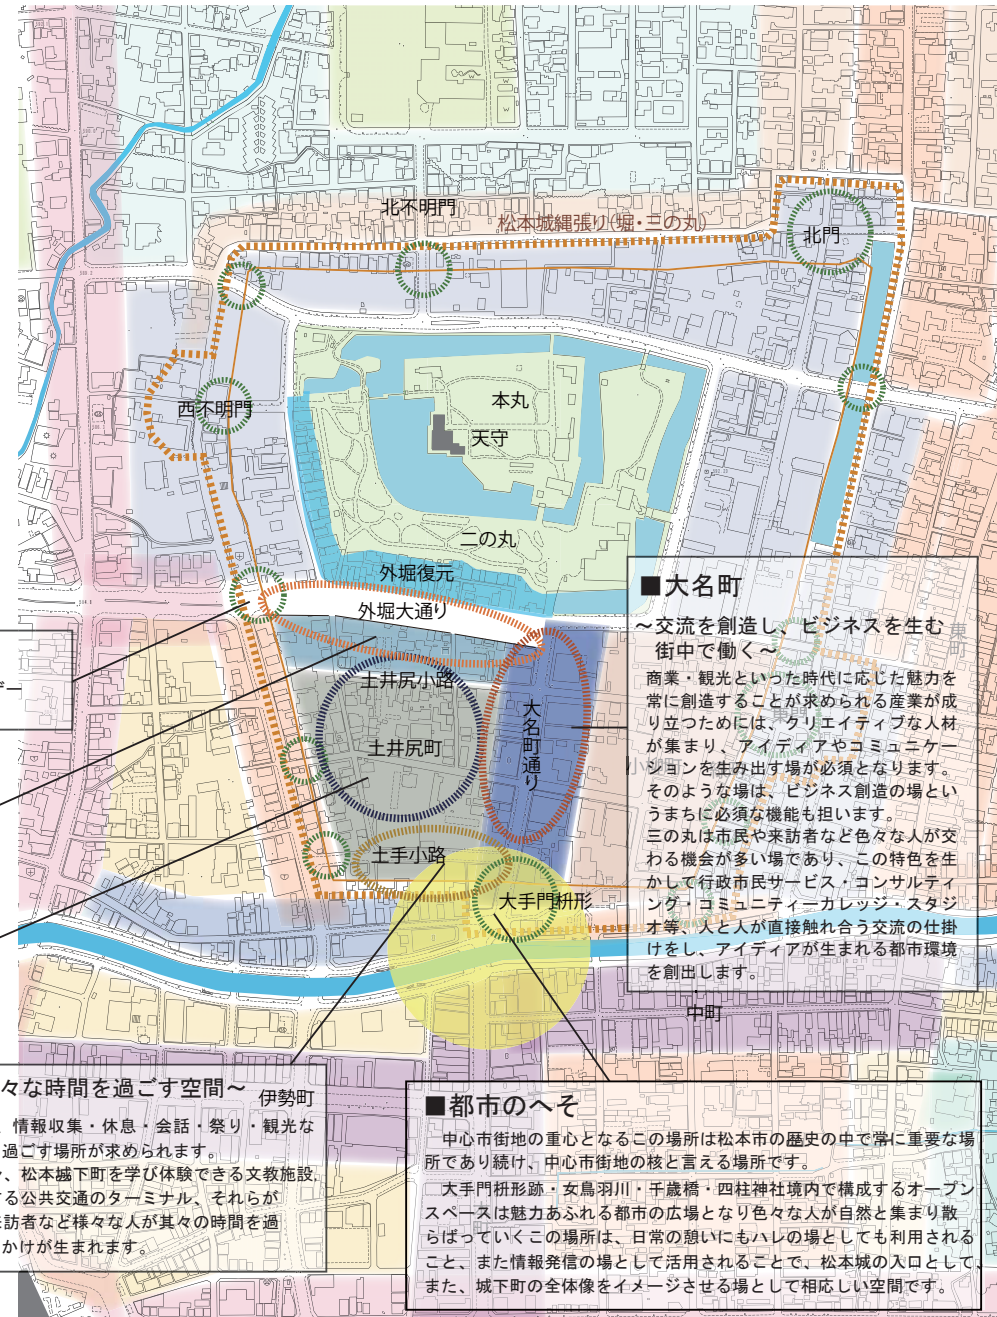 北不明門
松本城縄張り(堀・三の丸)
北門
西不明門
本丸
天守
二の丸
外堀復元
外堀大通り
土井尻小路
土井尻町
大名町通り
土手小路
大手門枡形
中町
伊勢町
東町
■大名町
～交流を創造し、ビジネスを生む
街中で働く～
商業・観光といった時代に応じた魅力を
常に創造することが求められる産業が成
り立つためには、クリエイティブな人材
が集まり、アイディアやコミュニケー
ションを生み出す場が必須となります。
そのような場は、ビジネス創造の場とい
うまちに必須な機能も担います。
三の丸は市民や来訪者など色々な人が交
わる機会が多い場であり、この特色を生
かして行政市民サービス・コンサルティ
ング・コミュニティーカレッジ・スタジ
オ等、人と人が直接触れ合う交流の仕掛
けをし、アイディアが生まれる都市環境
を創出します。
々な時間を過ごす空間～
、情報収集・休息・会話・祭り・観光な
過ごす場所が求められます。
、松本城下町を学び体験できる文教施設、
する公共交通のターミナル、それらが
来訪者など様々な人が其々の時間を過
かけが生まれます。
■都市のへそ
中心市街地の重心となるこの場所は松本市の歴史の中で常に重要な場
所であり続け、中心市街地の核と言える場所です。
大手門枡形跡・女鳥羽川・千歳橋・四柱神社境内で構成するオープン
スペースは魅力あふれる都市の広場となり色々な人が自然と集まり散
らばっていくこの場所は、日常の憩いにもハレの場としても利用される
こと、また情報発信の場として活用されることで、松本城の入口として、
また、城下町の全体像をイメージさせる場として相応しい空間です。